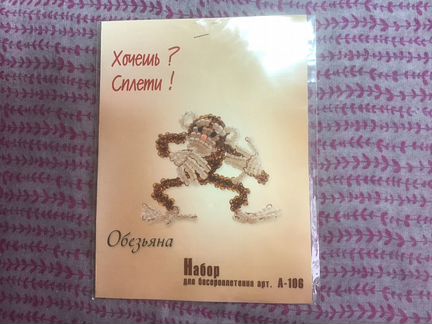 Хочешь ?
Сплети !
Обезьяна
Набор
для бисероплетения арт. А-106